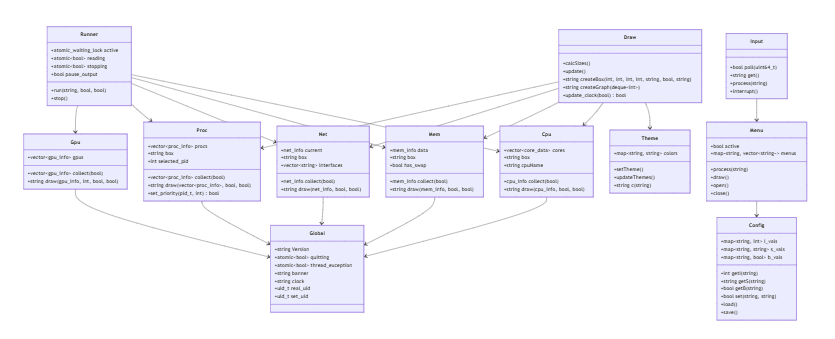 Runner
+atomic_waiting_lock active
+atomic<bool> reading
+atomic<bool> stopping
+bool pause_output
+run(string, bool, bool)
+stop()
Draw
+calcSizes()
+update()
+string createBox(int, int, int, int, string, bool, string)
+string createGraph(deque<int>)
+update_clock(bool) : bool
Input
+bool poll(uint64_t)
+string get()
+process(string)
+interrupt()
Gpu
+vector<gpu_info> gpus
+vector<gpu_info> collect(bool)
+string draw(gpu_info, int, bool, bool)
Proc
+vector<proc_info> procs
+string box
+int selected_pid
+vector<proc_info> collect(bool)
+string draw(vector<proc_info>, bool, bool)
+set_priority(pid_t, int) : bool
Net
+net_info current
+string box
+vector<string> interfaces
+net_info collect(bool)
+string draw(net_info, bool, bool)
Mem
+mem_info data
+string box
+bool has_swap
+mem_info collect(bool)
+string draw(mem_info, bool, bool)
Cpu
+vector<core_data> cores
+string box
+string cpuName
+cpu_info collect(bool)
+string draw(cpu_info, bool, bool)
Theme
+map<string, string> colors
+setTheme()
+updateThemes()
+string c(string)
Menu
+bool active
+map<string, vector<string>> menus
+process(string)
+draw()
+open()
+close()
Global
+string Version
+atomic<bool> quitting
+atomic<bool> thread_exception
+string banner
+string clock
+uid_t real_uid
+uid_t set_uid
Config
+map<string, int> i_vals
+map<string, string> s_vals
+map<string, bool> b_vals
+int getI(string)
+string getS(string)
+bool getB(string)
+bool set(string, string)
+load()
+save()